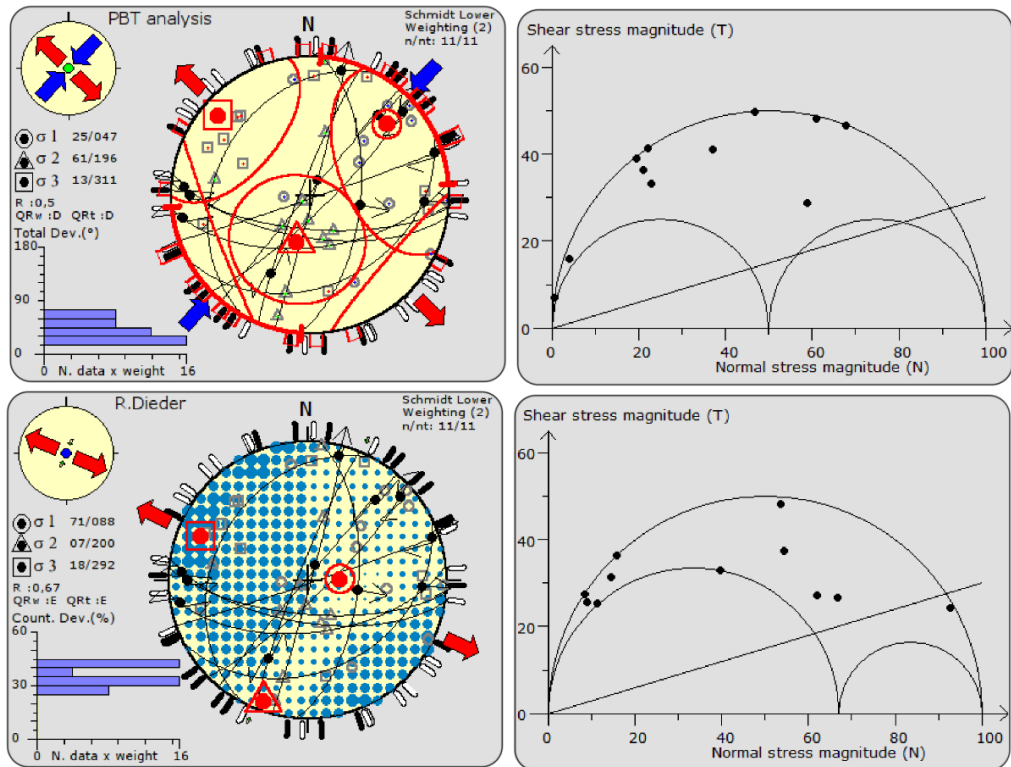 PBT analysis
N
Schmidt Lower
Weighting (2)
n/nt: 11/11
σ 1 25/047
σ 2 61/196
σ 3 13/311
R :0,5
QRw :D QRt :D
Total Dev.(°)
180
90
0
0 16
N. data x weight
Shear stress magnitude (T)
60
40
20
0
0 20 40 60 80 100
Normal stress magnitude (N)
R.Dieder
N
Schmidt Lower
Weighting (2)
n/nt: 11/11
σ 1 71/088
σ 2 07/200
σ 3 18/292
R :0,67
QRw :E QRt :E
Count. Dev.(%)
60
30
0
0 16
N. data x weight
Shear stress magnitude (T)
60
40
20
0
0 20 40 60 80 100
Normal stress magnitude (N)